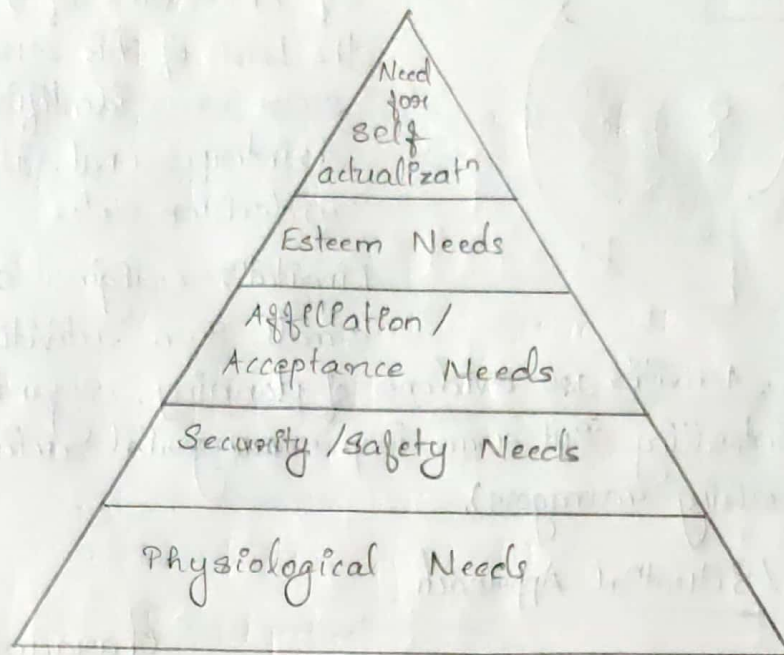 Need
for
self
actualizatn
Esteem Needs
Affiliation /
Acceptance Needs
Security / Safety Needs
Physiological Needs